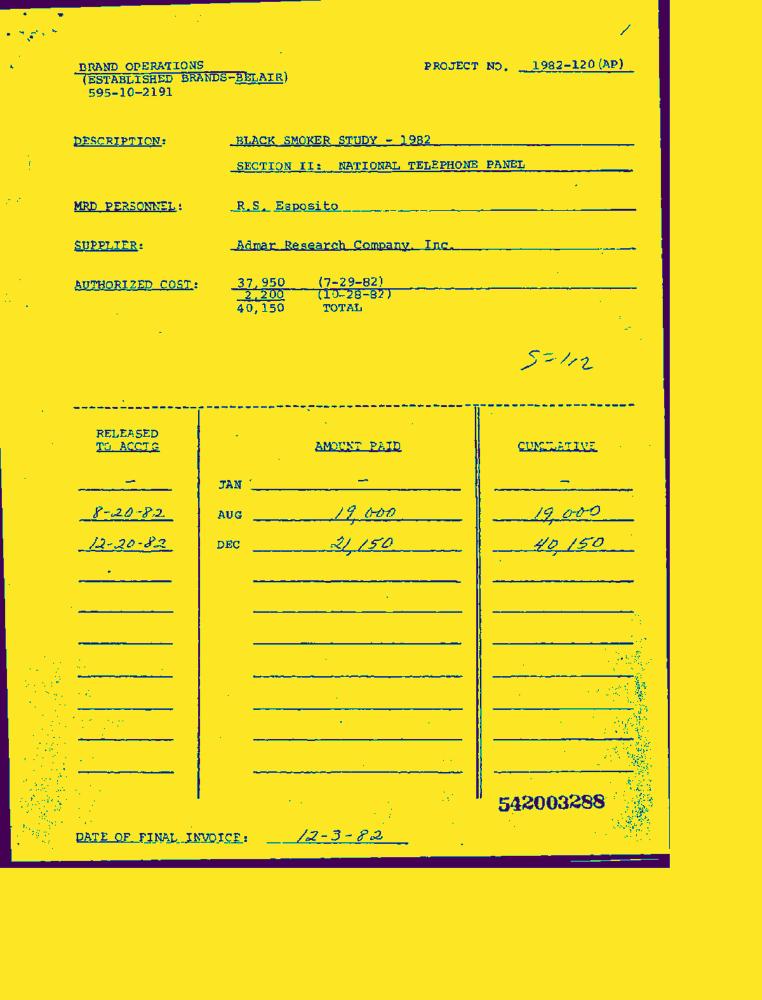 BRAND OPERATIONS PROJECT NO. 1982-120(AP)
(ESTABLISHED BRANDS-BELAIR)
595-10-2191
DESCRIPTION: BLACK SMOKER STUDY - 1982
SECTION II: NATIONAL TELEPHONE PANEL
MRD PERSONNEL: R.S. Esposito
SUPPLIER: Admar Research Company, Inc.
AUTHORIZED COST: 37,950 (7-29-82)
2,200 (10-28-82)
40,150 TOTAL
RELEASED
TO ACCTG AMOUNT PAID CUMULATIVE
- JAN - -
8-20-82 AUG 19,000 19,000
12-20-82 DEC 21,150 40,150
542003288
DATE OF FINAL INVOICE: 12-3-82